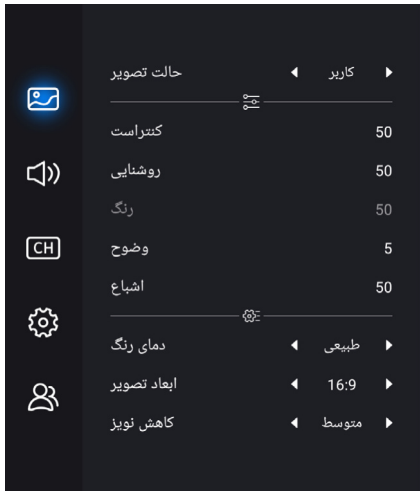 حالت تصویر کاربر
کنتراست 50
روشنایی 50
رنگ 50
CH
وضوح 5
اشباع 50
دمای رنگ طبیعی
ابعاد تصویر 16:9
کاهش نویز متوسط